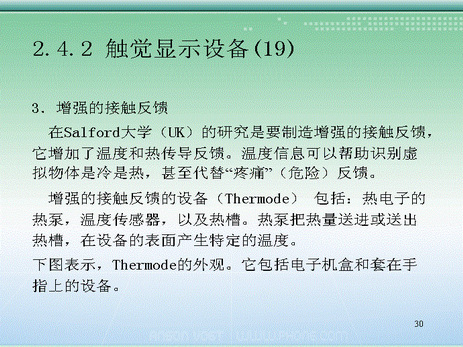 2.4.2 触觉显示设备(19)
3. 增强的接触反馈
在Salford大学（UK）的研究是要制造增强的接触反馈，
它增加了温度和热传导反馈。温度信息可以帮助识别虚
拟物体是冷是热，甚至代替“疼痛”（危险）反馈。
增强的接触反馈的设备（Thermode） 包括：热电子的
热泵，温度传感器，以及热槽。热泵把热量送进或送出
热槽，在设备的表面产生特定的温度。
下图表示，Thermode的外观。它包括电子机盒和套在手
指上的设备。
30